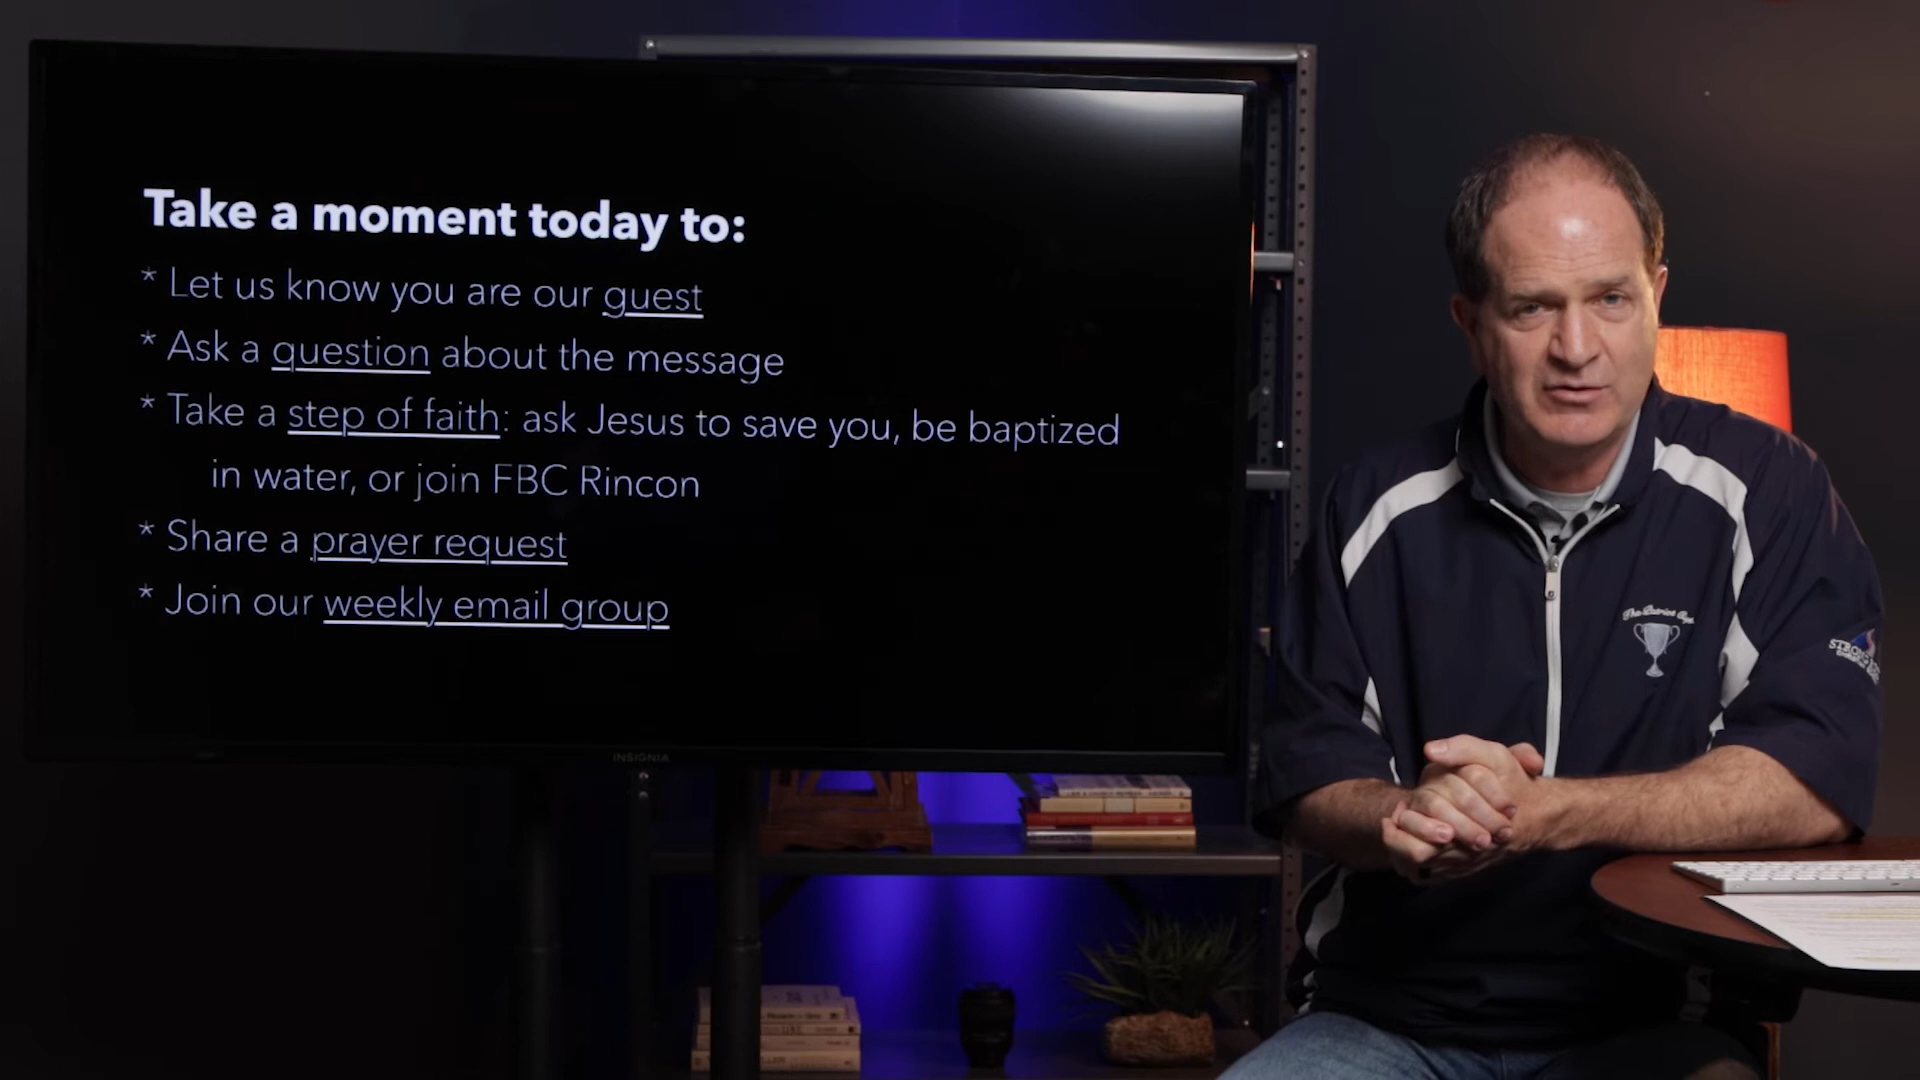 Take a moment today to:
* Let us know you are our guest
* Ask a question about the message
* Take a step of faith: ask Jesus to save you, be baptized
in water, or join FBC Rincon
* Share a prayer request
* Join our weekly email group
INSIGNIA